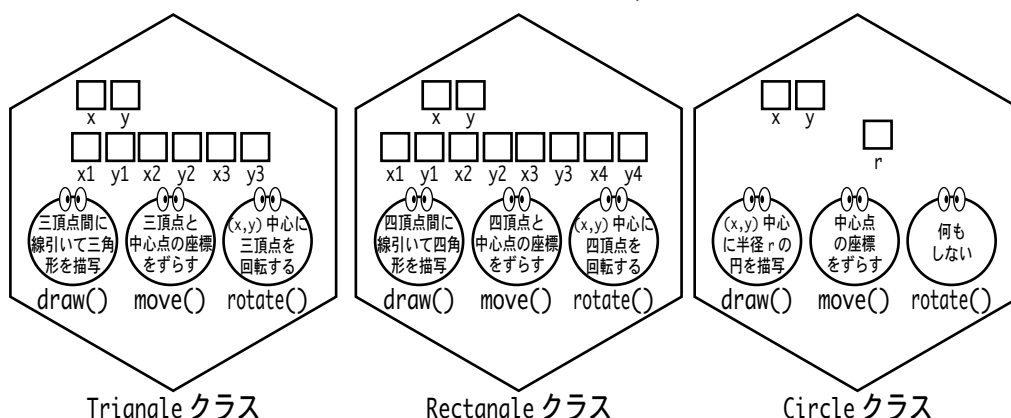 x y
x1 y1 x2 y2 x3 y3
三頂点間に
線引いて三角
形を描写
draw()
三頂点と
中心点の座標
をずらす
move()
(x,y) 中心に
三頂点を
回転する
rotate()
Triangle クラス
x y
x1 y1 x2 y2 x3 y3 x4 y4
四頂点間に
線引いて四角
形を描写
draw()
四頂点と
中心点の座標
をずらす
move()
(x,y) 中心に
四頂点を
回転する
rotate()
Rectangle クラス
x y
r
(x,y) 中心
に半径 r の
円を描写
draw()
中心点
の座標
をずらす
move()
何も
しない
rotate()
Circle クラス